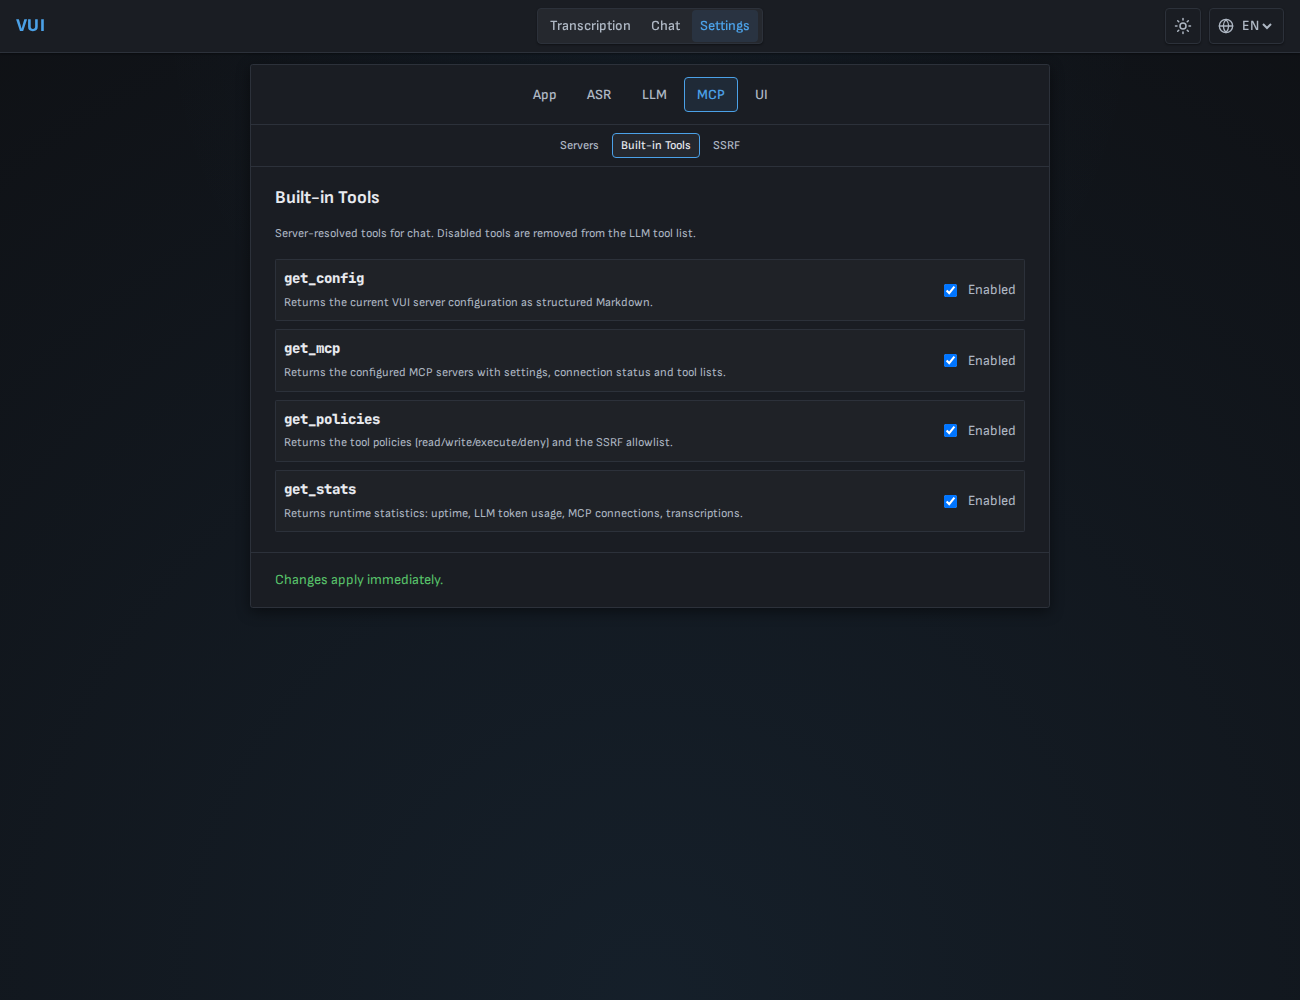 VUI
Transcription Chat Settings
EN
App ASR LLM MCP UI
Servers Built-in Tools SSRF
Built-in Tools
Server-resolved tools for chat. Disabled tools are removed from the LLM tool list.
get_config
Returns the current VUI server configuration as structured Markdown.
Enabled
get_mcp
Returns the configured MCP servers with settings, connection status and tool lists.
Enabled
get_policies
Returns the tool policies (read/write/execute/deny) and the SSRF allowlist.
Enabled
get_stats
Returns runtime statistics: uptime, LLM token usage, MCP connections, transcriptions.
Enabled
Changes apply immediately.